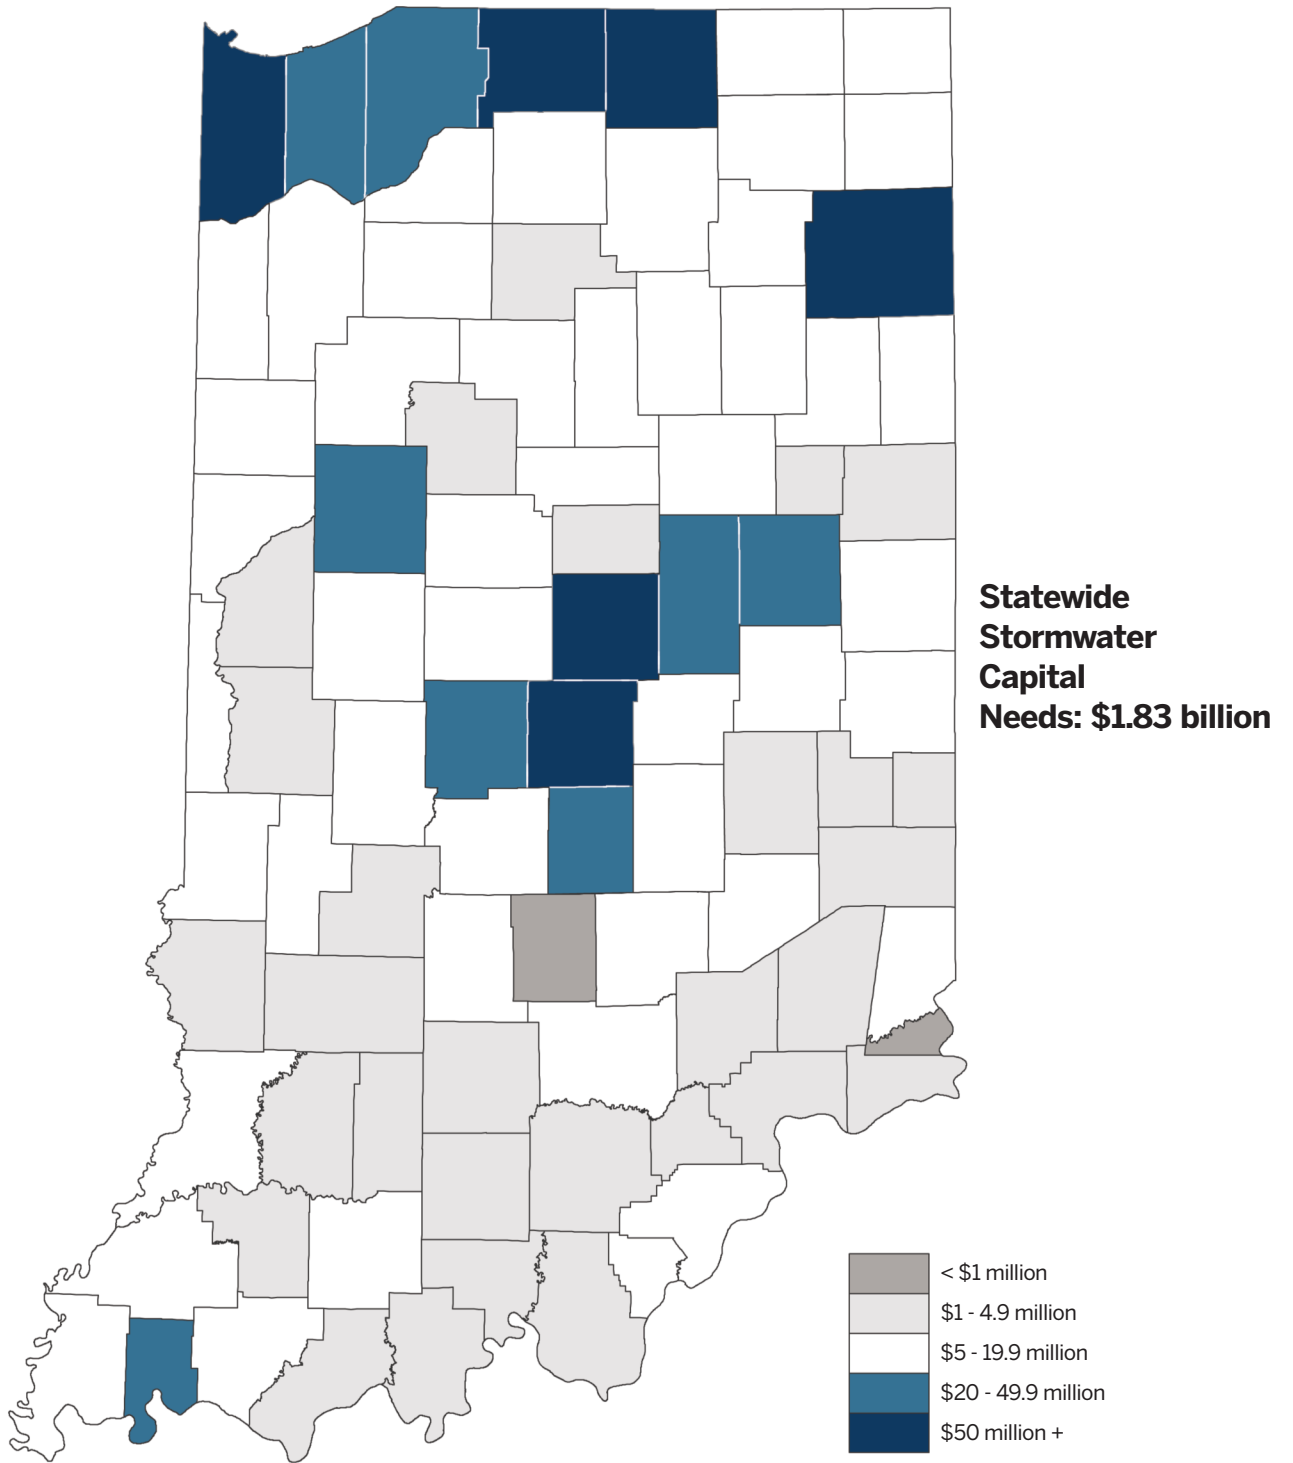 Statewide
Stormwater
Capital
Needs: $1.83 billion
< $1 million
$1 - 4.9 million
$5 - 19.9 million
$20 - 49.9 million
$50 million +